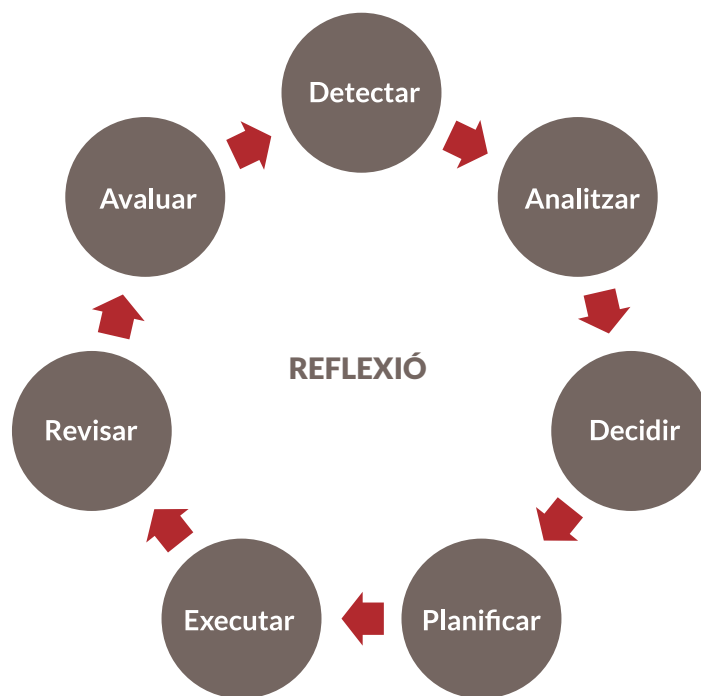 Detectar
Analitzar
Decidir
Planificar
Executar
Revisar
Avaluar
REFLEXIÓ